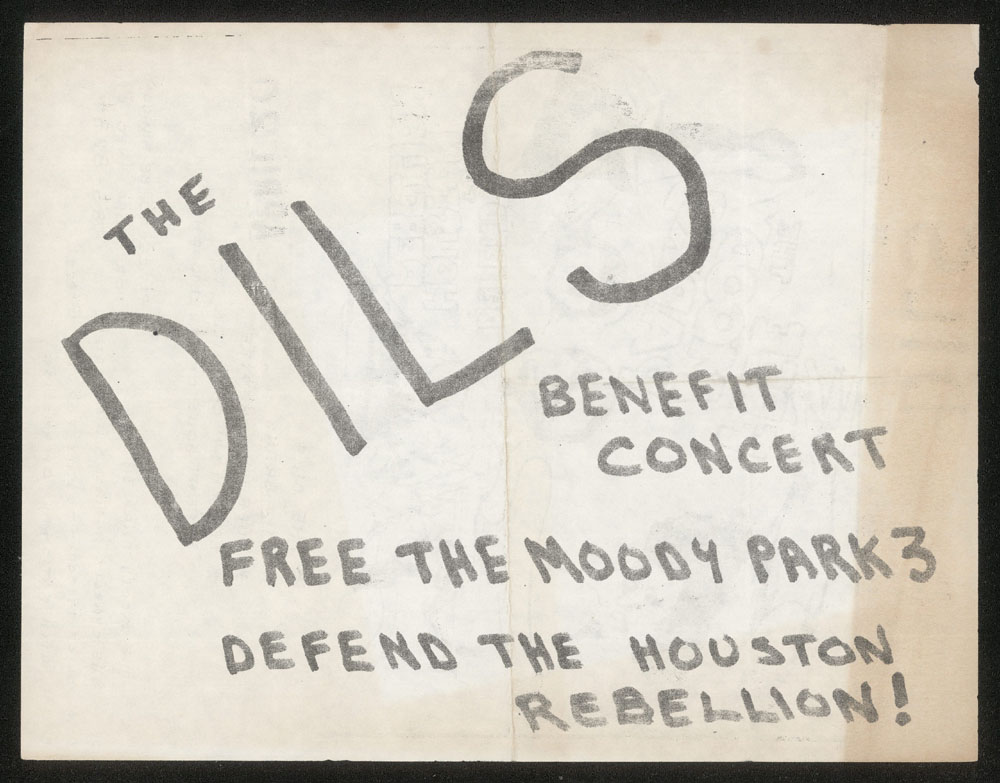 THE
DILS
BENEFIT
CONCERT
FREE THE MOODY PARK 3
DEFEND THE HOUSTON
REBELLION!